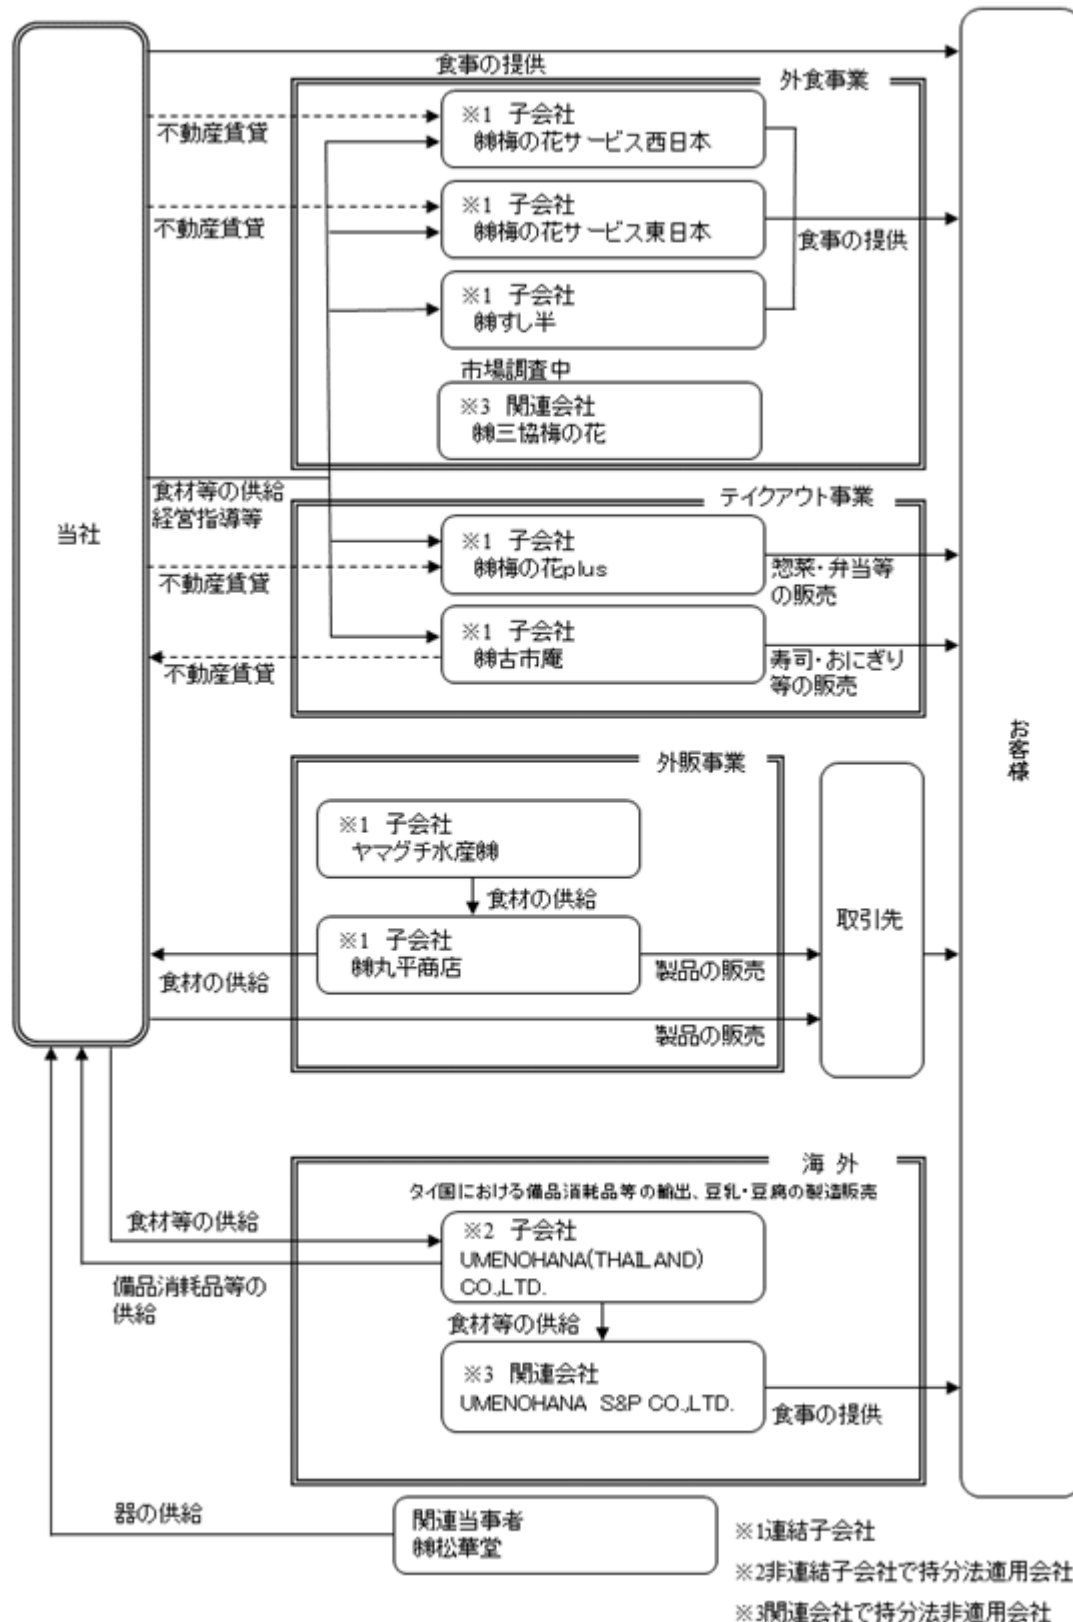 食事の提供
外食事業
※1 子会社
㈱梅の花サービス西日本
不動産賃貸
※1 子会社
㈱梅の花サービス東日本
不動産賃貸
食事の提供
※1 子会社
㈱すし半
市場調査中
※3 関連会社
㈱三協梅の花
食材等の供給
経営指導等
当社
テイクアウト事業
※1 子会社
㈱梅の花plus
不動産賃貸
惣菜・弁当等
の販売
※1 子会社
㈱古市庵
不動産賃貸
寿司・おにぎり
等の販売
お客様
外販事業
※1 子会社
ヤマグチ水産㈱
食材の供給
※1 子会社
㈱丸平商店
食材の供給
製品の販売
取引先
製品の販売
海外
タイ国における備品消耗品等の輸出、豆乳・豆腐の製造販売
食材等の供給
※2 子会社
UMENOHANA(THAILAND)
CO.,LTD.
備品消耗品等の
供給
食材等の供給
※3 関連会社
UMENOHANA S&P CO.,LTD.
食事の提供
器の供給
関連当事者
㈱松華堂
※1連結子会社
※2非連結子会社で持分法適用会社
※3関連会社で持分法非適用会社